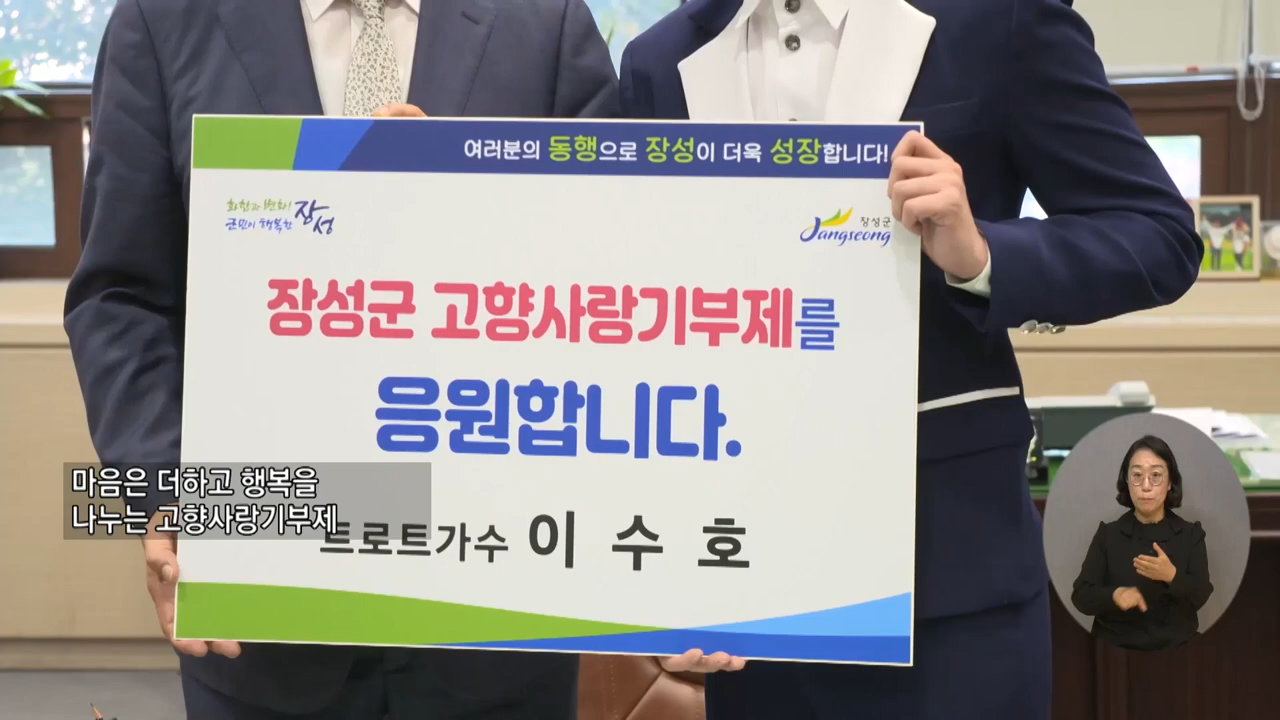 여러분의 동행으로 장성이 더욱 성장합니다!
화합과 변화!
군민이 행복한 장성
장성군
Jangseong
장성군 고향사랑기부제를
응원합니다.
마음은 더하고 행복을
나누는 고향사랑기부제
트로트가수 이수호